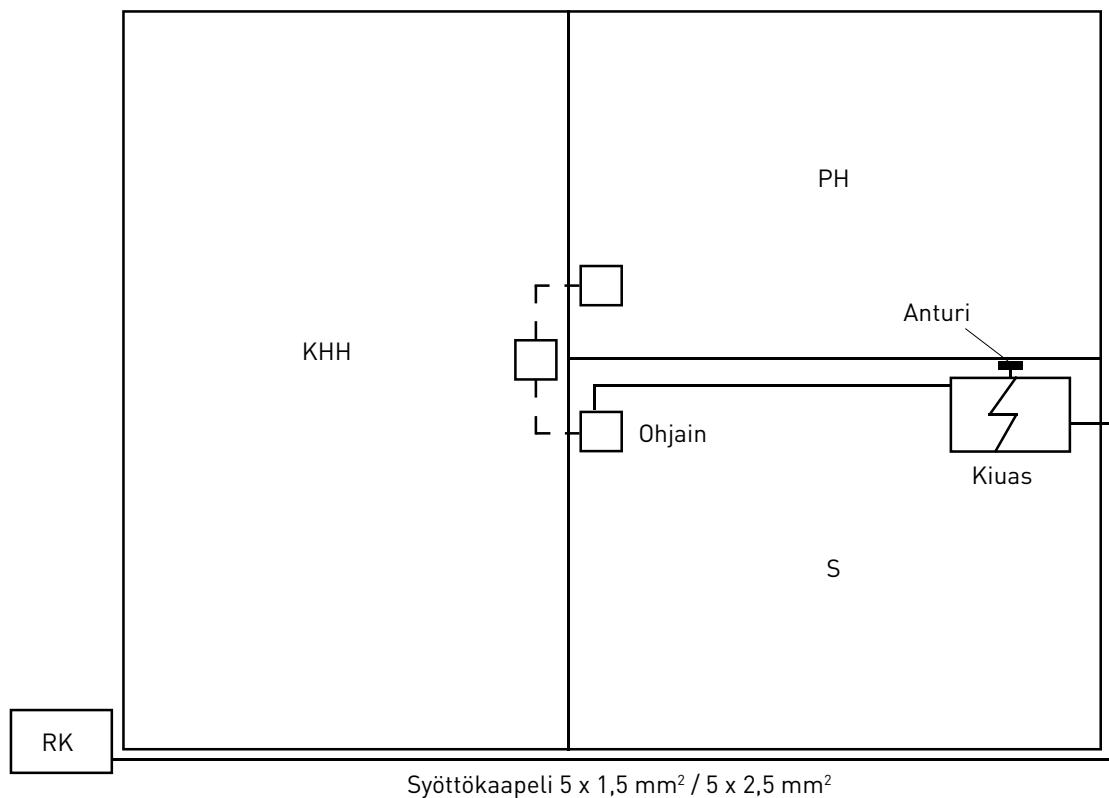 PH
Anturi
KHH
Ohjain
Kiuas
S
RK
Syöttökaapeli 5 x 1,5 mm² / 5 x 2,5 mm²